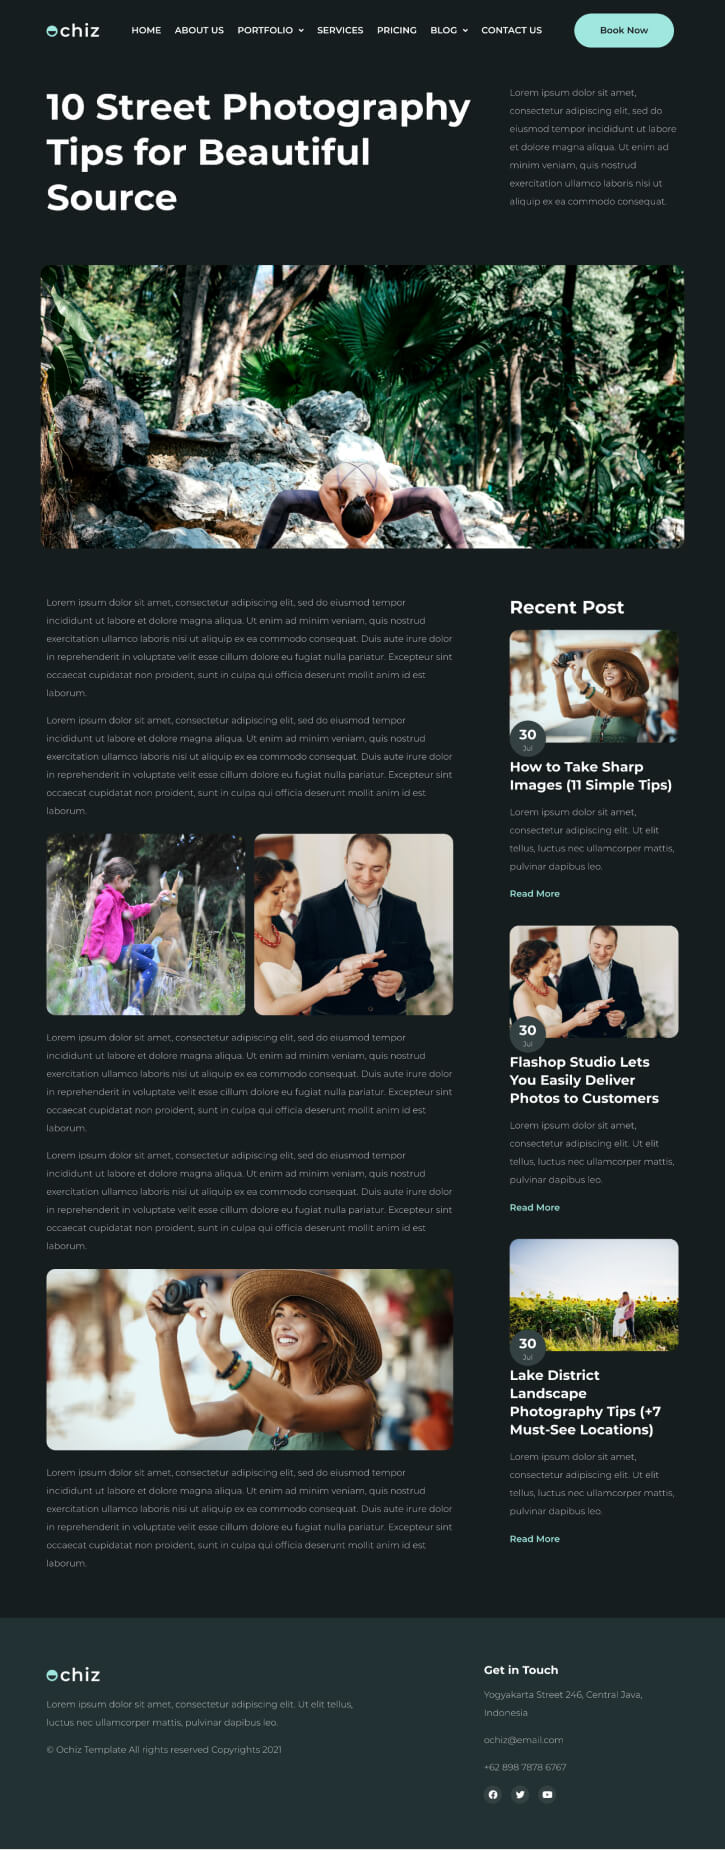 ochiz
HOME ABOUT US PORTFOLIO SERVICES PRICING BLOG CONTACT US Book Now
10 Street Photography
Tips for Beautiful
Source
Lorem ipsum dolor sit amet,
consectetur adipiscing elit, sed do
eiusmod tempor incididunt ut labore
et dolore magna aliqua. Ut enim ad
minim veniam, quis nostrud
exercitation ullamco laboris nisi ut
aliquip ex ea commodo consequat.
Lorem ipsum dolor sit amet, consectetur adipiscing elit, sed do eiusmod tempor
incididunt ut labore et dolore magna aliqua. Ut enim ad minim veniam, quis nostrud
exercitation ullamco laboris nisi ut aliquip ex ea commodo consequat. Duis aute irure dolor
in reprehenderit in voluptate velit esse cillum dolore eu fugiat nulla pariatur. Excepteur sint
occaecat cupidatat non proident, sunt in culpa qui officia deserunt mollit anim id est
laborum.
Lorem ipsum dolor sit amet, consectetur adipiscing elit, sed do eiusmod tempor
incididunt ut labore et dolore magna aliqua. Ut enim ad minim veniam, quis nostrud
exercitation ullamco laboris nisi ut aliquip ex ea commodo consequat. Duis aute irure dolor
in reprehenderit in voluptate velit esse cillum dolore eu fugiat nulla pariatur. Excepteur sint
occaecat cupidatat non proident, sunt in culpa qui officia deserunt mollit anim id est
laborum.
Lorem ipsum dolor sit amet, consectetur adipiscing elit, sed do eiusmod tempor
incididunt ut labore et dolore magna aliqua. Ut enim ad minim veniam, quis nostrud
exercitation ullamco laboris nisi ut aliquip ex ea commodo consequat. Duis aute irure dolor
in reprehenderit in voluptate velit esse cillum dolore eu fugiat nulla pariatur. Excepteur sint
occaecat cupidatat non proident, sunt in culpa qui officia deserunt mollit anim id est
laborum.
Lorem ipsum dolor sit amet, consectetur adipiscing elit, sed do eiusmod tempor
incididunt ut labore et dolore magna aliqua. Ut enim ad minim veniam, quis nostrud
exercitation ullamco laboris nisi ut aliquip ex ea commodo consequat. Duis aute irure dolor
in reprehenderit in voluptate velit esse cillum dolore eu fugiat nulla pariatur. Excepteur sint
occaecat cupidatat non proident, sunt in culpa qui officia deserunt mollit anim id est
laborum.
Lorem ipsum dolor sit amet, consectetur adipiscing elit, sed do eiusmod tempor
incididunt ut labore et dolore magna aliqua. Ut enim ad minim veniam, quis nostrud
exercitation ullamco laboris nisi ut aliquip ex ea commodo consequat. Duis aute irure dolor
in reprehenderit in voluptate velit esse cillum dolore eu fugiat nulla pariatur. Excepteur sint
occaecat cupidatat non proident, sunt in culpa qui officia deserunt mollit anim id est
laborum.
Recent Post
30
Jul
How to Take Sharp
Images (11 Simple Tips)
Lorem ipsum dolor sit amet,
consectetur adipiscing elit. Ut elit
tellus, luctus nec ullamcorper mattis,
pulvinar dapibus leo.
Read More
30
Jul
Flashop Studio Lets
You Easily Deliver
Photos to Customers
Lorem ipsum dolor sit amet,
consectetur adipiscing elit. Ut elit
tellus, luctus nec ullamcorper mattis,
pulvinar dapibus leo.
Read More
30
Jul
Lake District
Landscape
Photography Tips (+7
Must-See Locations)
Lorem ipsum dolor sit amet,
consectetur adipiscing elit. Ut elit
tellus, luctus nec ullamcorper mattis,
pulvinar dapibus leo.
Read More
ochiz
Lorem ipsum dolor sit amet, consectetur adipiscing elit. Ut elit tellus,
luctus nec ullamcorper mattis, pulvinar dapibus leo.
© Ochiz Template All rights reserved Copyrights 2021
Get in Touch
Yogyakarta Street 246, Central Java,
Indonesia
ochiz@email.com
+62 898 7878 6767